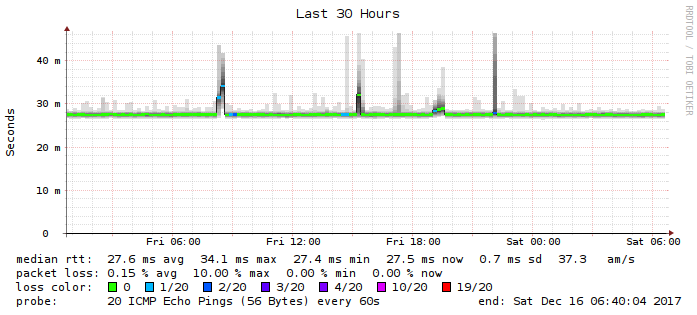 Last 30 Hours
RRDTOOL / TOBI OETIKER
Seconds
40 m
30 m
20 m
10 m
0
Fri 06:00 Fri 12:00 Fri 18:00 Sat 00:00 Sat 06:00
median rtt: 27.6 ms avg 34.1 ms max 27.4 ms min 27.5 ms now 0.7 ms sd 37.3 am/s
packet loss: 0.15 % avg 10.00 % max 0.00 % min 0.00 % now
loss color: 0 1/20 2/20 3/20 4/20 10/20 19/20
probe: 20 ICMP Echo Pings (56 Bytes) every 60s end: Sat Dec 16 06:40:04 2017